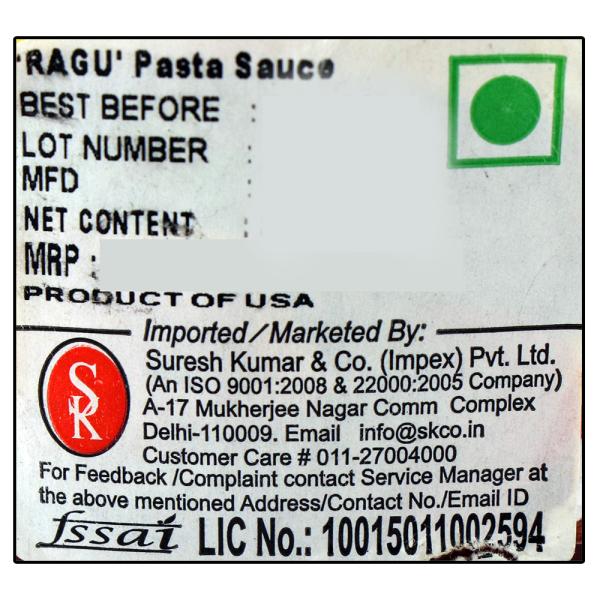 'RAGU' Pasta Sauce
BEST BEFORE :
LOT NUMBER :
MFD :
NET CONTENT :
MRP :
PRODUCT OF USA
Imported/Marketed By:
SK
Suresh Kumar & Co. (Impex) Pvt. Ltd.
(An ISO 9001:2008 & 22000:2005 Company)
A-17 Mukherjee Nagar Comm Complex
Delhi-110009. Email info@skco.in
Customer Care # 011-27004000
For Feedback /Complaint contact Service Manager at
the above mentioned Address/Contact No./Email ID
fssai LIC No.: 10015011002594